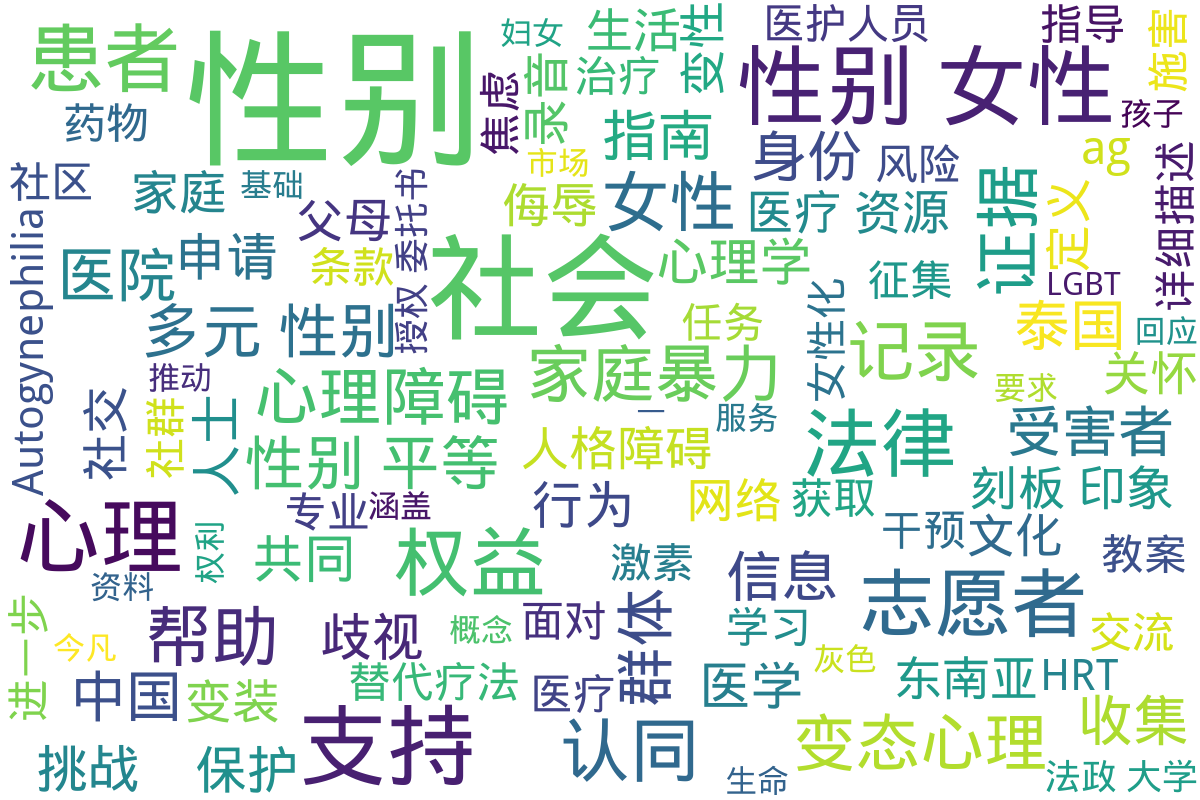 患者
性别
妇女
生活
变性
医护人员
指导
施害
药物
焦虑
录音
治疗
指南
性别 女性
孩子
市场
身份
风险
ag
详细描述
社区
家庭
基础
父母
委托书
侮辱
女性
医疗 资源
证据
定义
Autogynephilia
医院
申请
条款
社会
心理学
征集
LGBT
多元 性别
授权
任务
女性化
记录
泰国
回应
推动
家庭暴力
关怀
要求
社交
社群
人士
心理障碍
一
服务
法律
受害者
性别 平等
人格障碍
心理
专业
涵盖
行为
网络
获取
刻板 印象
权利
共同
权益
激素
信息
干预
文化
教案
资料
志愿者
进一步
今凡
帮助
歧视
概念
面对
群体
学习
灰色
交流
中国
变装
替代疗法
医疗
医学
东南亚
HRT
挑战
保护
支持
认同
生命
变态心理
收集
法政 大学